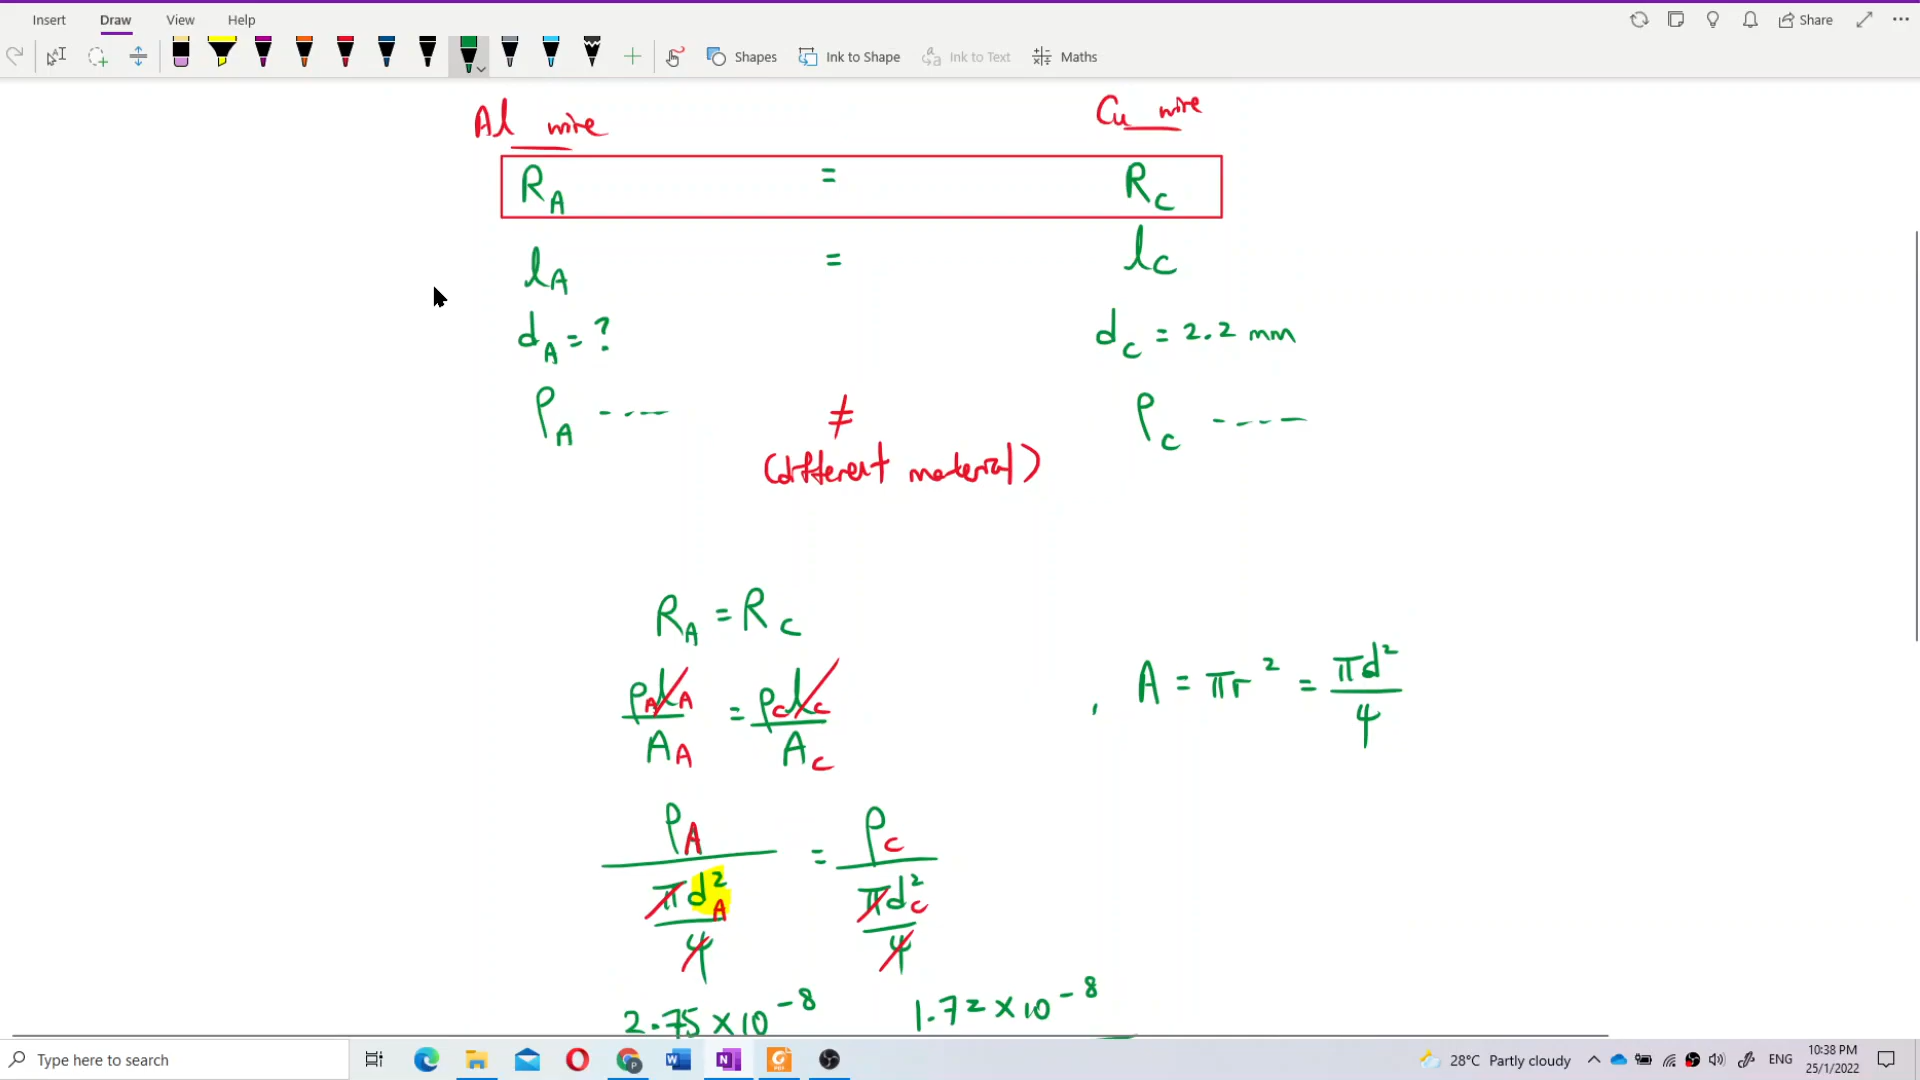 Insert Draw View Help
Share
Shapes Ink to Shape Ink to Text Maths
Al wire Cu wire
R_A = R_C
l_A = l_C
d_A = ? d_C = 2.2 mm
ρ_A ---- ≠ ρ_C ----
(different material)
R_A = R_C
ρ_A l_A / A_A = ρ_C l_C / A_C , A = πr² = πd²/4
ρ_A / (πd_A²/4) = ρ_C / (πd_C²/4)
2.75 × 10⁻⁸ 1.72 × 10⁻⁸
Type here to search
28°C Partly cloudy
ENG
10:38 PM
25/1/2022